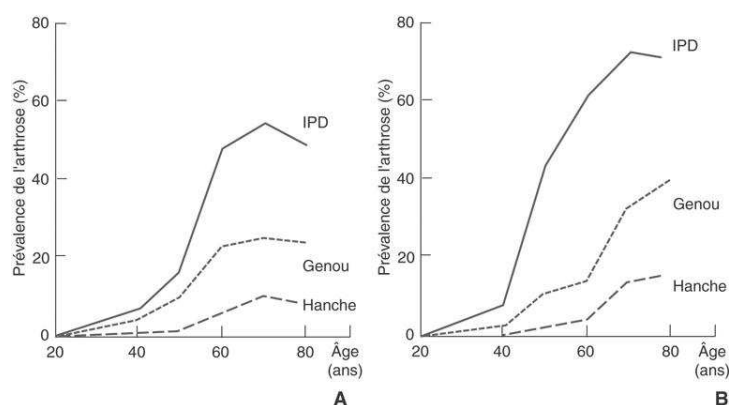 Prévalence de l'arthrose (%)
80
60
40
20
0
20
40
60
80
Âge
(ans)
IPD
Genou
Hanche
A
Prévalence de l'arthrose (%)
80
60
40
20
0
20
40
60
80
Âge
(ans)
IPD
Genou
Hanche
B